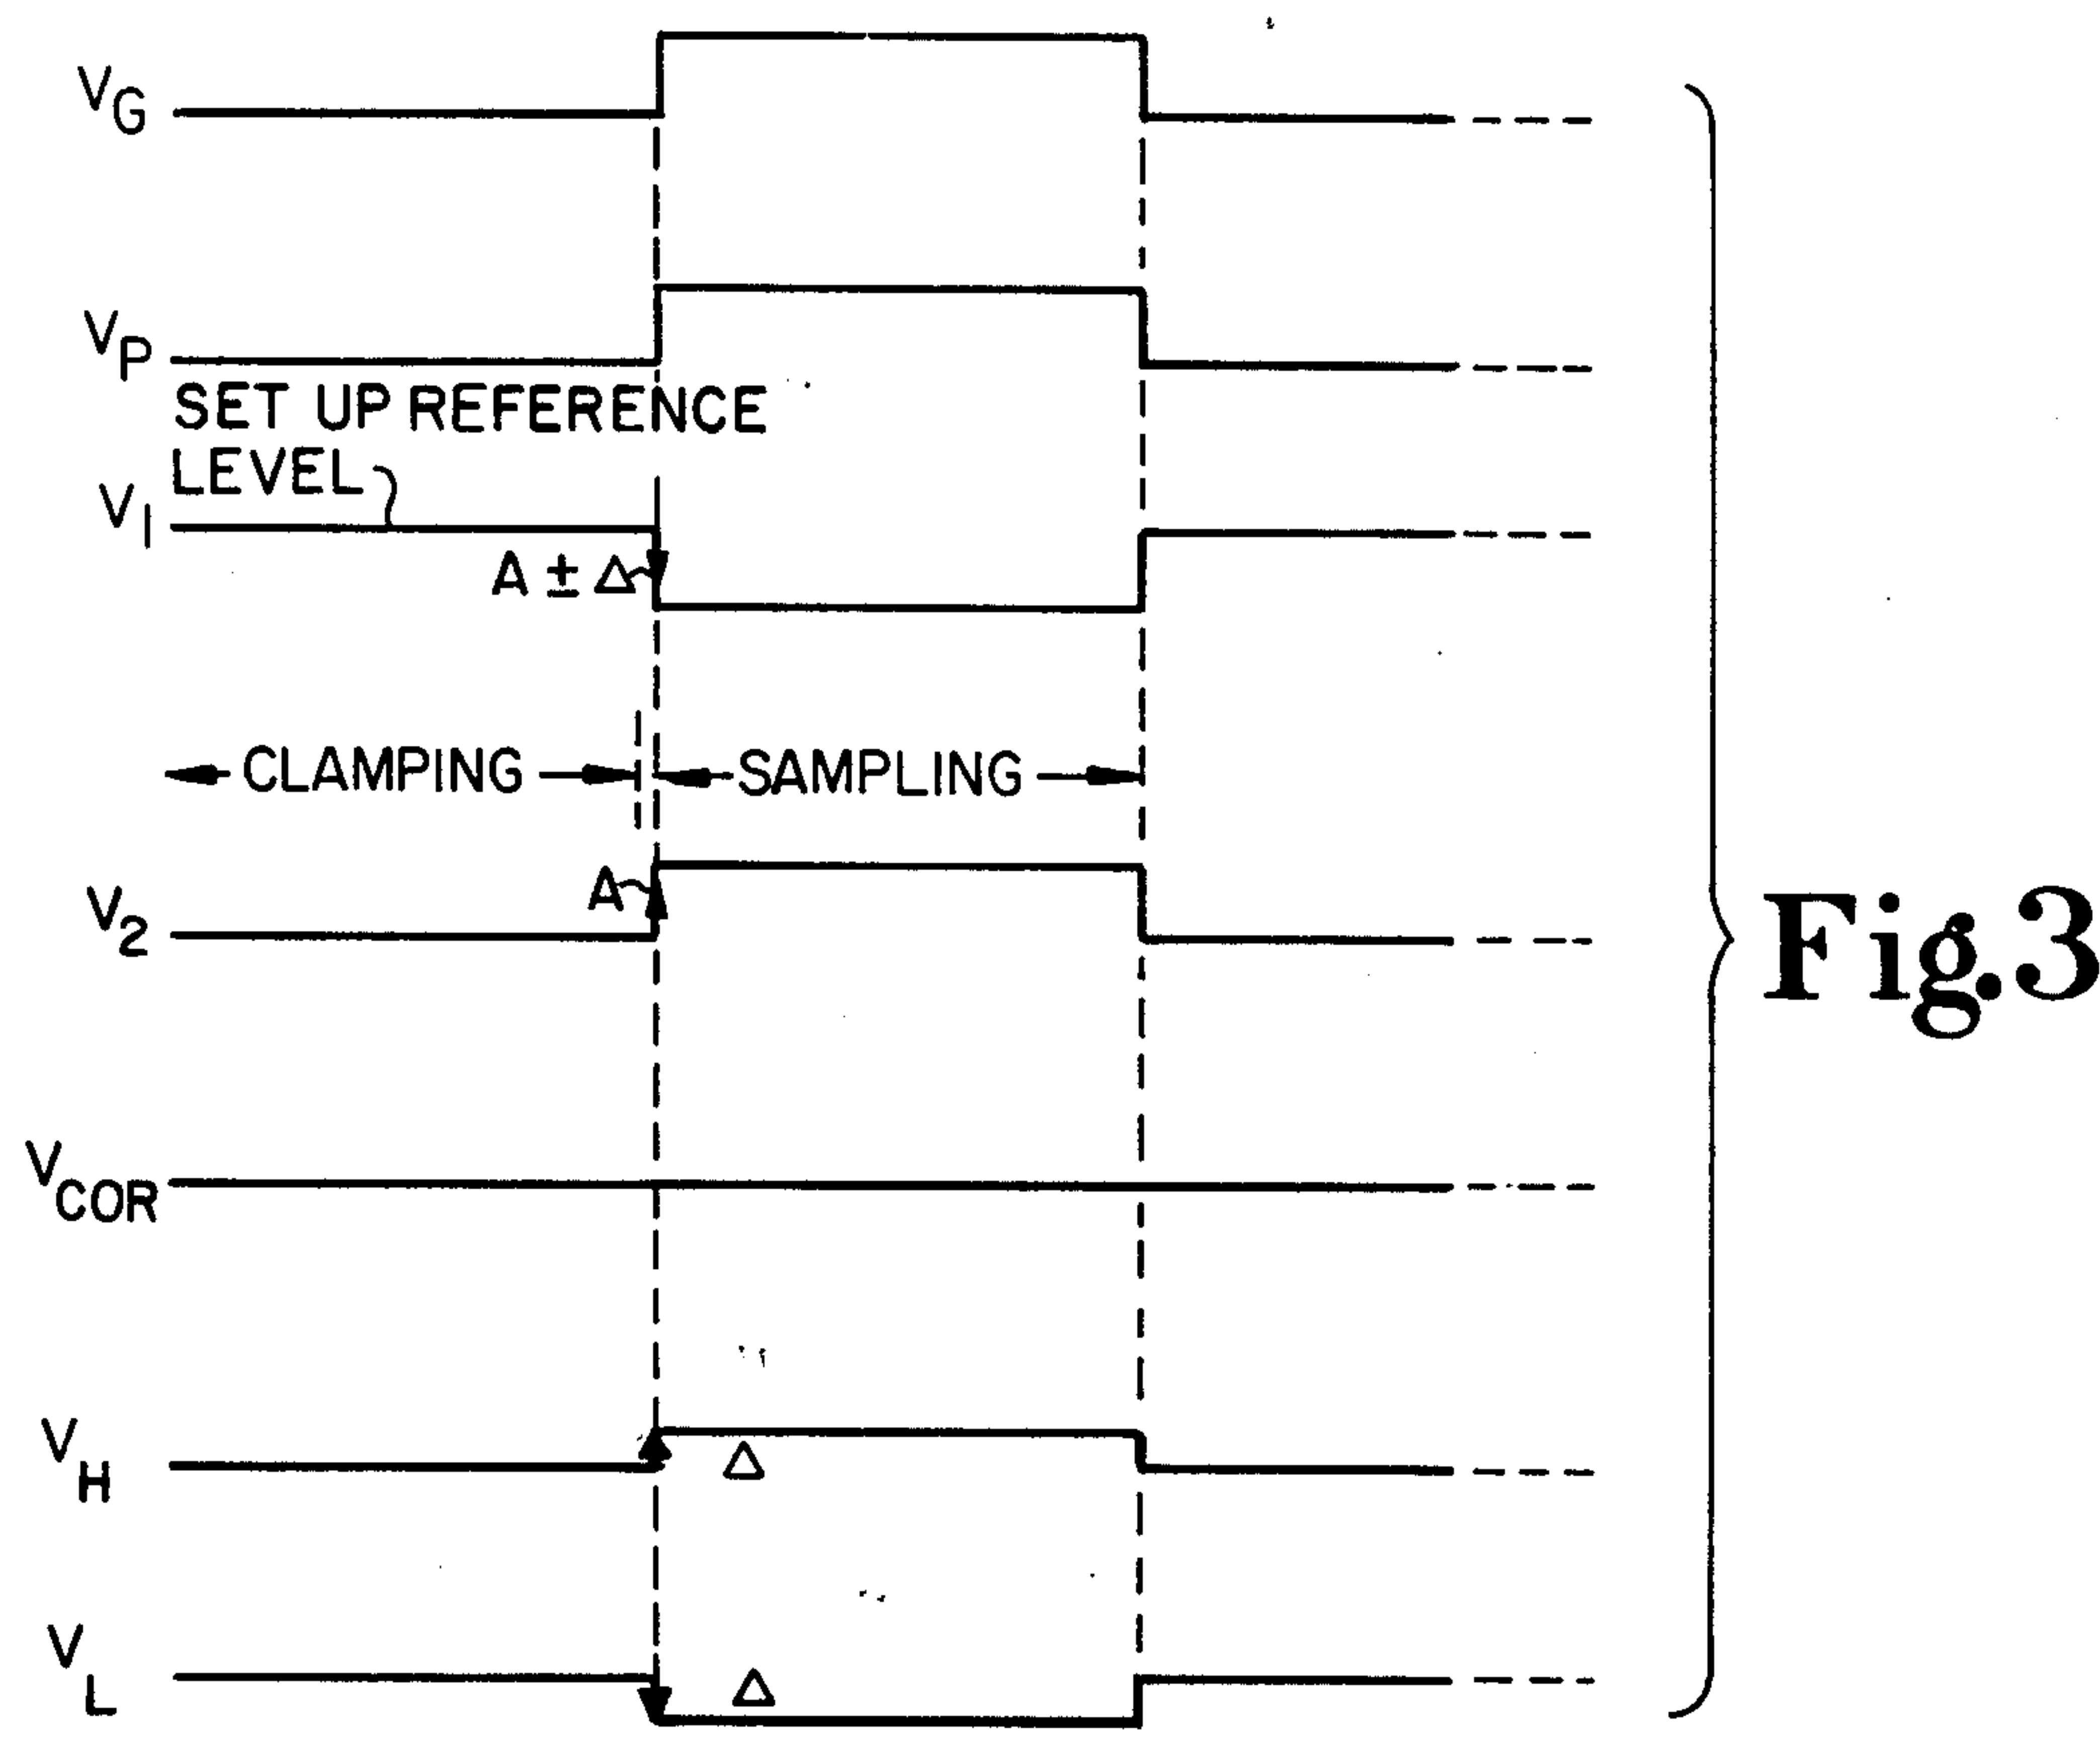 VG
VP
SET UP REFERENCE
LEVEL
V1
A ± Δ
CLAMPING
SAMPLING
A
V2
Fig.3
VCOR
VH
Δ
VL
Δ